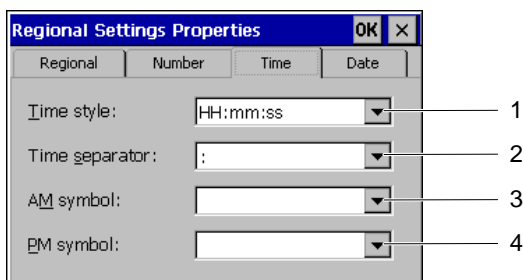 Regional Settings Properties OK ×
Regional Number Time Date
Time style: HH:mm:ss 1
Time separator: : 2
AM symbol: 3
PM symbol: 4